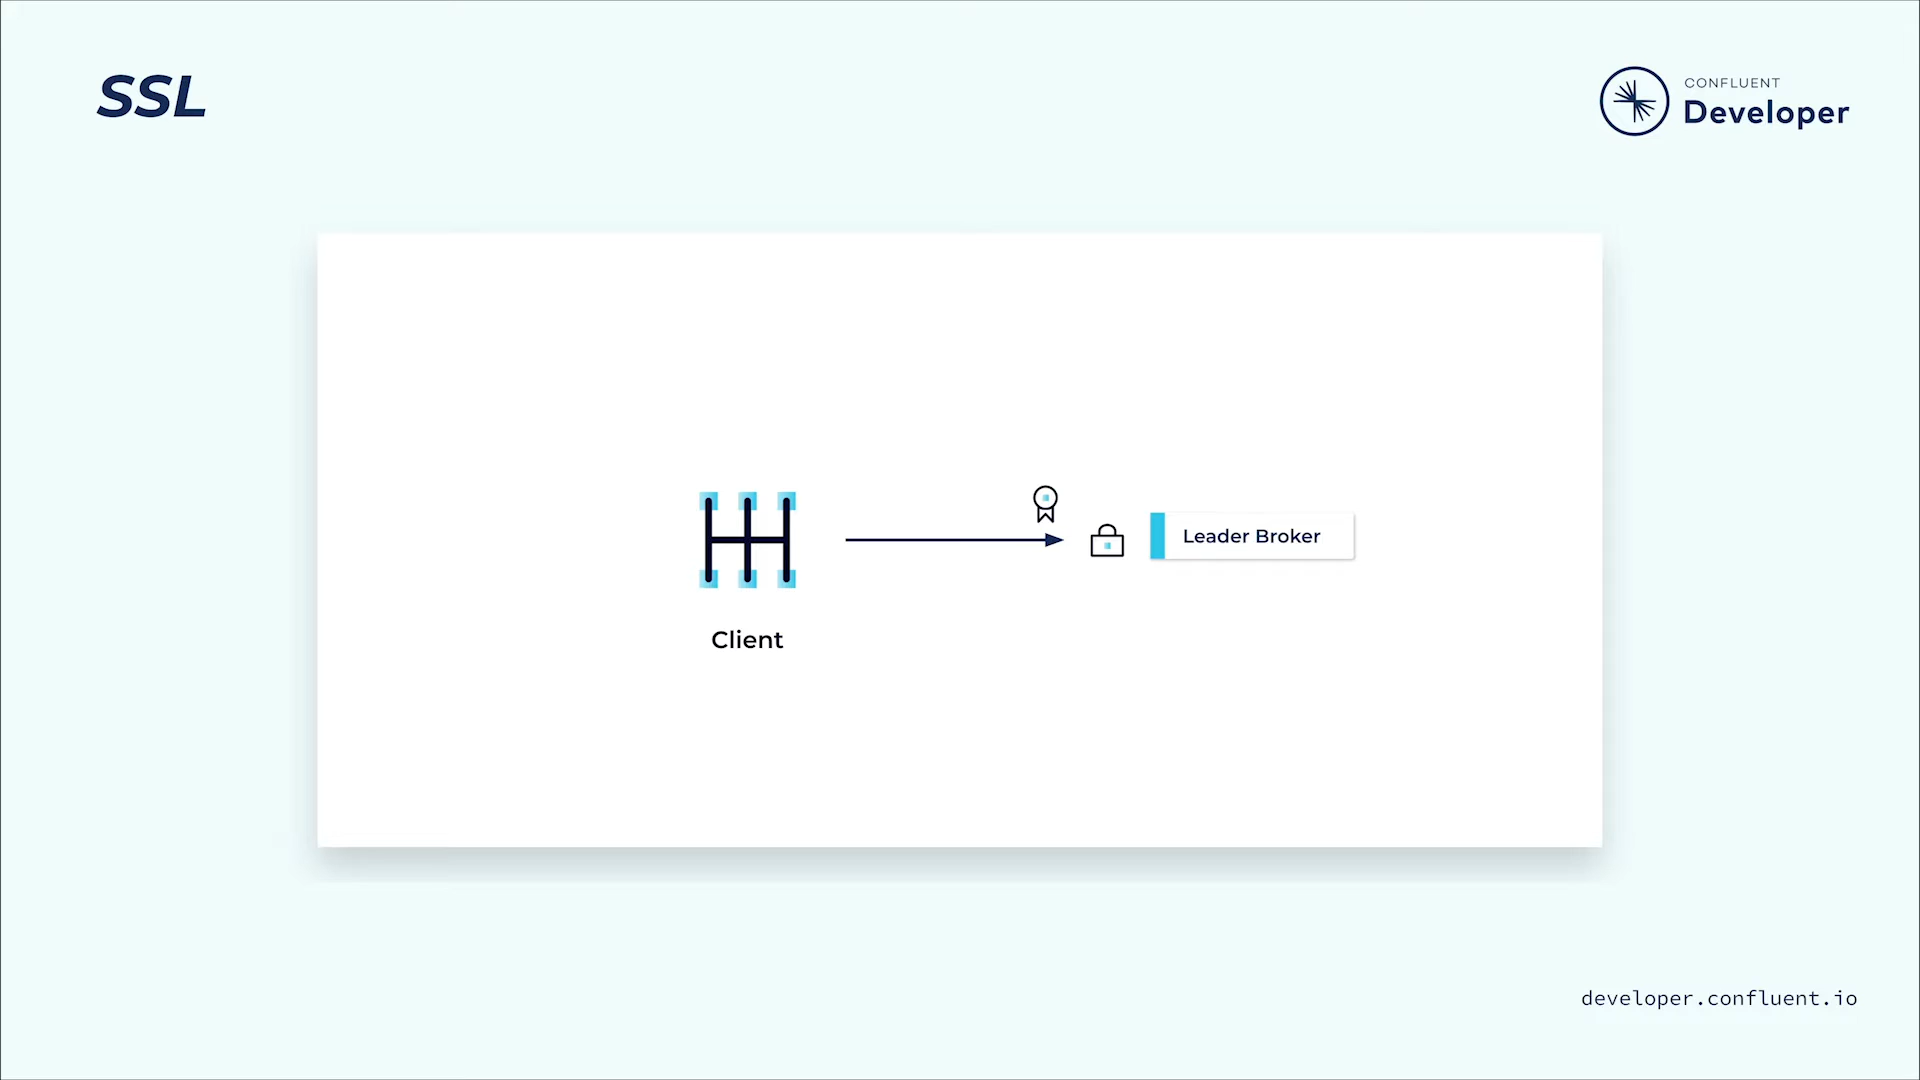 SSL
CONFLUENT
Developer
Leader Broker
Client
developer.confluent.io